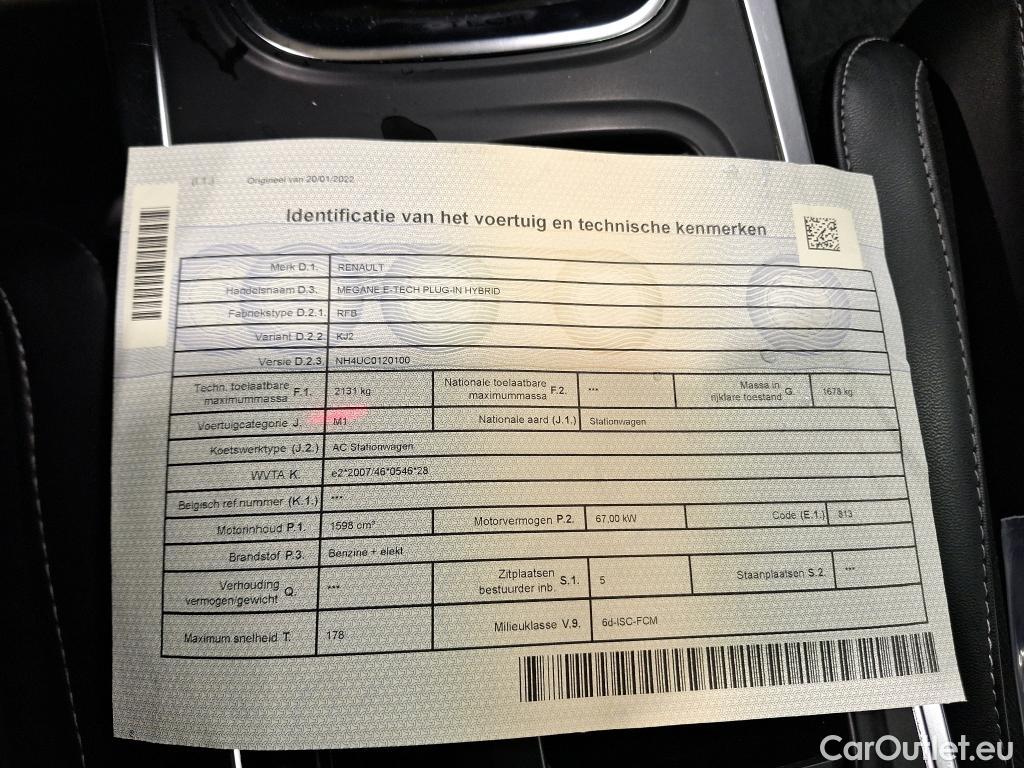 (I.1.) Origineel van 20/01/2022
Identificatie van het voertuig en technische kenmerken
Merk D.1. RENAULT
Handelsnaam D.3. MEGANE E-TECH PLUG-IN HYBRID
Fabriekstype D.2.1. RFB
Variant D.2.2. KJ2
Versie D.2.3. NH4UC0120100
Techn. toelaatbare maximummassa F.1. 2131 kg Nationale toelaatbare maximummassa F.2. *** Massa in rijklare toestand G. 1678 kg
Voertuigcategorie J. M1 Nationale aard (J.1.) Stationwagen
Koetswerktype (J.2.) AC Stationwagen
WVTA K. e2*2007/46*0546*28
Belgisch ref.nummer (K.1.) ***
Motorinhoud P.1. 1598 cm³ Motorvermogen P.2. 67,00 kW Code (E.1.) 813
Brandstof P.3. Benzine + elekt
Verhouding vermogen/gewicht Q. *** Zitplaatsen bestuurder inb. S.1. 5 Staanplaatsen S.2. ***
Maximum snelheid T. 178 Milieuklasse V.9. 6d-ISC-FCM
CarOutlet.eu